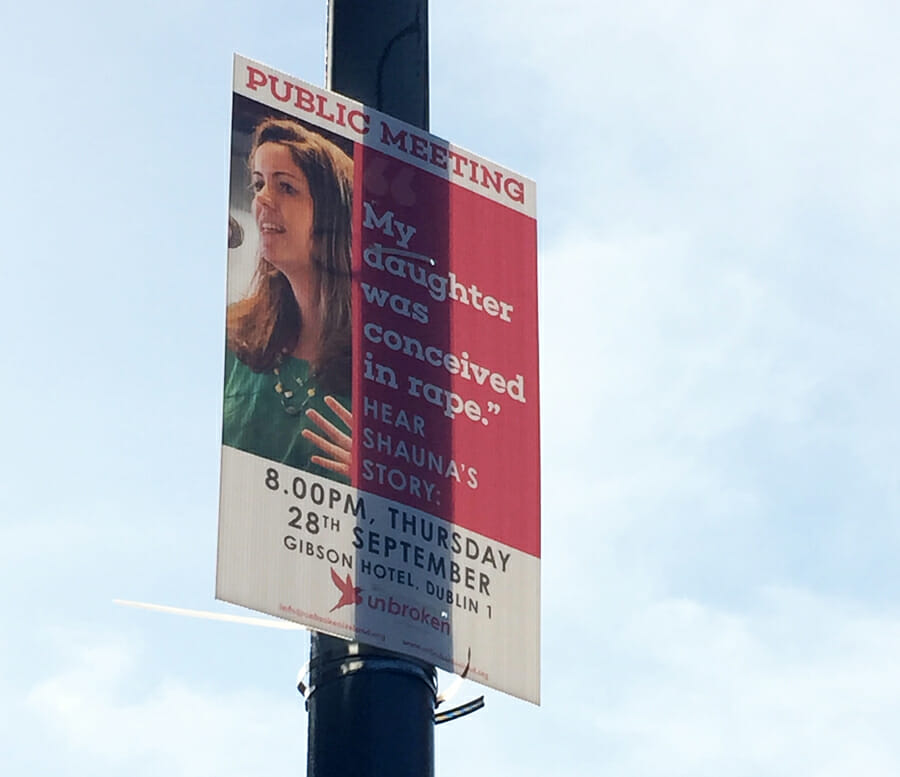 PUBLIC MEETING
“
My
daughter
was
conceived
in rape.”
HEAR
SHAUNA'S
STORY:
8.00PM, THURSDAY
28TH SEPTEMBER
GIBSON HOTEL, DUBLIN 1
unbroken